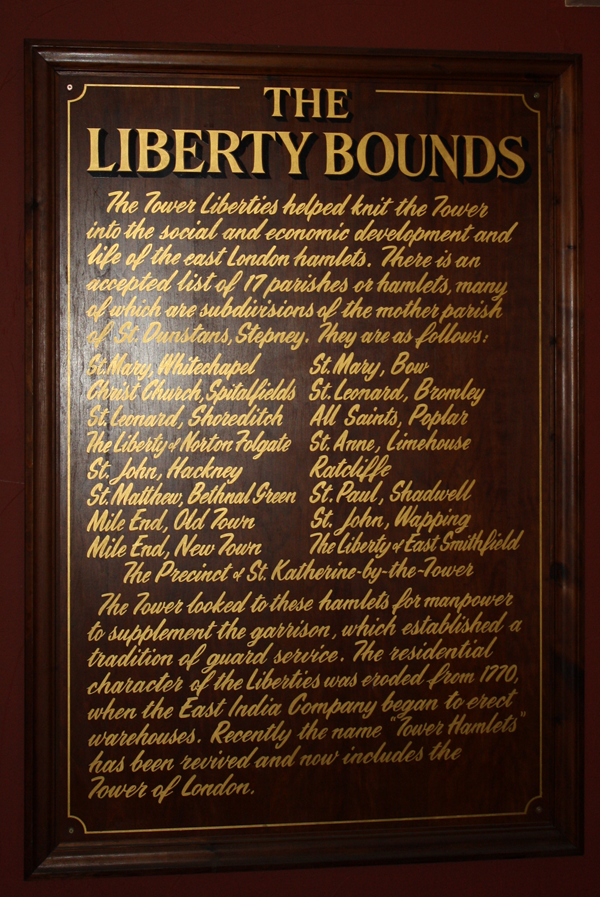 THE
LIBERTY BOUNDS
The Tower Liberties helped knit the Tower
into the social and economic development and
life of the east London hamlets. There is an
accepted list of 17 parishes or hamlets, many
of which are subdivisions of the mother parish
of St. Dunstans, Stepney. They are as follows:
St. Mary, Whitechapel St. Mary, Bow
Christ Church, Spitalfields St. Leonard, Bromley
St. Leonard, Shoreditch All Saints, Poplar
The Liberty of Norton Folgate St. Anne, Limehouse
St. John, Hackney Ratcliffe
St. Matthew, Bethnal Green St. Paul, Shadwell
Mile End, Old Town St. John, Wapping
Mile End, New Town The Liberty of East Smithfield
The Precinct of St. Katherine-by-the-Tower
The Tower looked to these hamlets for manpower
to supplement the garrison, which established a
tradition of guard service. The residential
character of the Liberties was eroded from 1770,
when the East India Company began to erect
warehouses. Recently the name "Tower Hamlets"
has been revived and now includes the
Tower of London.